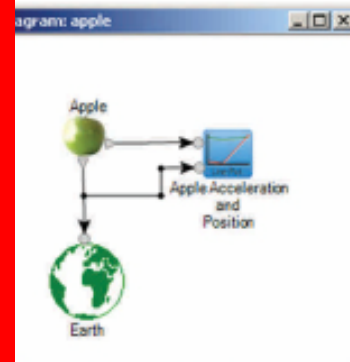 agram: apple
Apple
Apple Acceleration
and
Position
Earth